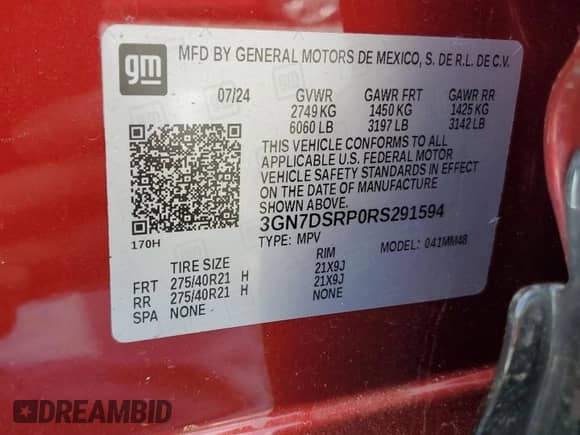 gm
MFD BY GENERAL MOTORS DE MEXICO, S. DE R.L. DE C.V.
07/24 GVWR GAWR FRT GAWR RR
2749 KG 1450 KG 1425 KG
6060 LB 3197 LB 3142 LB
THIS VEHICLE CONFORMS TO ALL
APPLICABLE U.S. FEDERAL MOTOR
VEHICLE SAFETY STANDARDS IN EFFECT
ON THE DATE OF MANUFACTURE
SHOWN ABOVE.
3GN7DSRP0RS291594
170H
TYPE: MPV MODEL: 041MM48
TIRE SIZE RIM
FRT 275/40R21 H 21X9J
RR 275/40R21 H 21X9J
SPA NONE NONE
DREAMBID